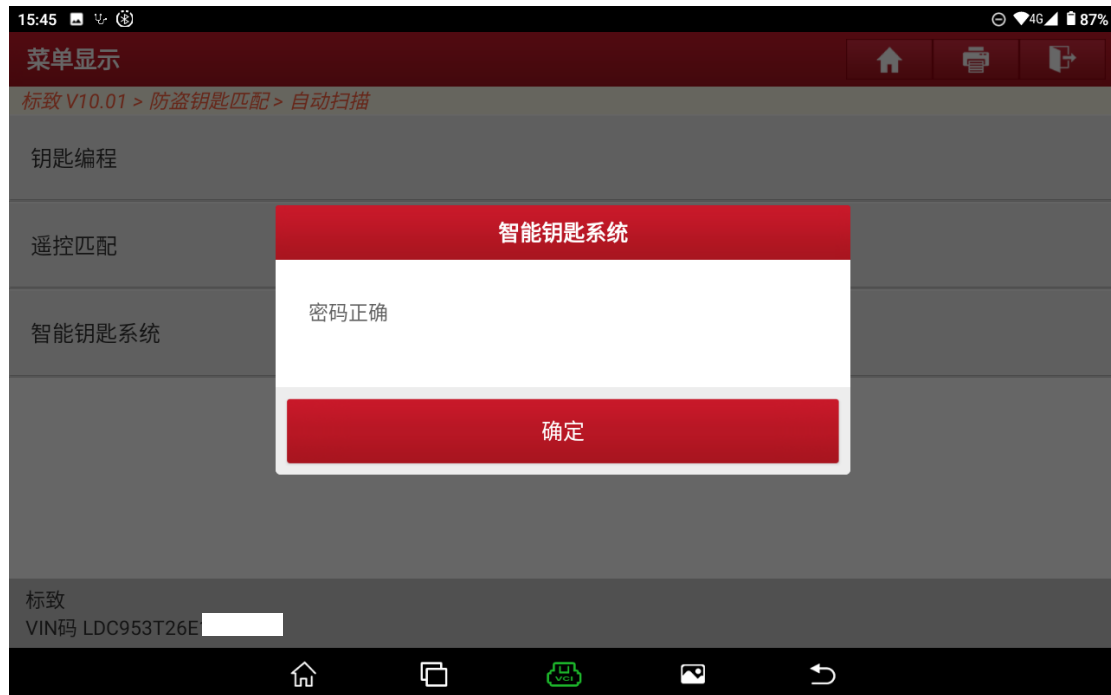 15:45
4G 87%
菜单显示
标致 V10.01 > 防盗钥匙匹配 > 自动扫描
钥匙编程
遥控匹配
智能钥匙系统
智能钥匙系统
密码正确
确定
标致
VIN码 LDC953T26E
VCI